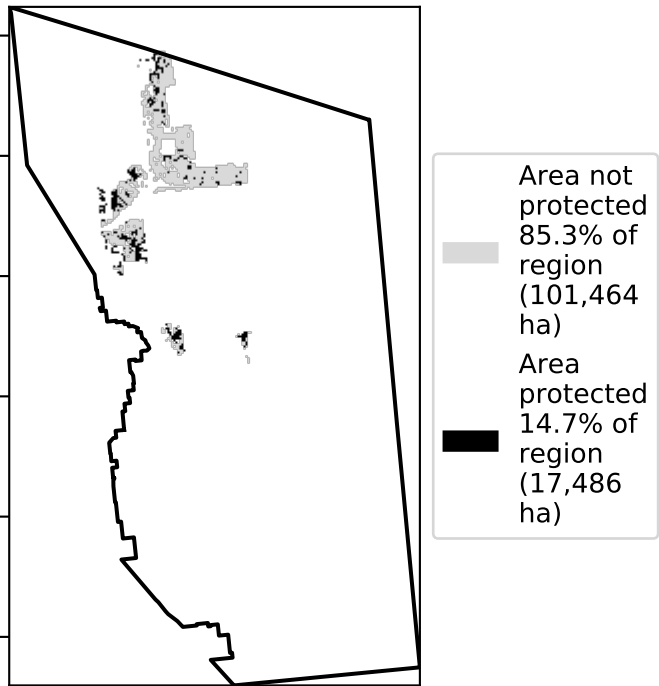 Area not
protected
85.3% of
region
(101,464
ha)
Area
protected
14.7% of
region
(17,486
ha)